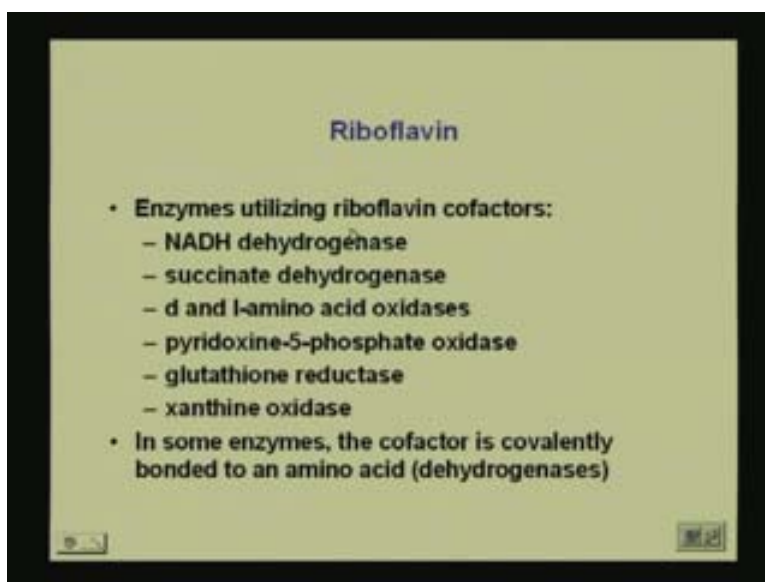 Riboflavin
• Enzymes utilizing riboflavin cofactors:
– NADH dehydrogenase
– succinate dehydrogenase
– d and l-amino acid oxidases
– pyridoxine-5-phosphate oxidase
– glutathione reductase
– xanthine oxidase
• In some enzymes, the cofactor is covalently
bonded to an amino acid (dehydrogenases)